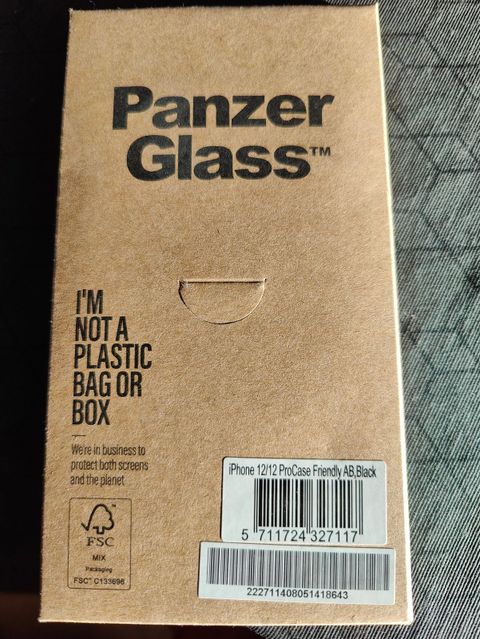 Panzer
Glass™
I'M
NOT A
PLASTIC
BAG OR
BOX
We're in business to
protect both screens
and the planet
FSC
MIX
Packaging
FSC™ C133696
iPhone 12/12 ProCase Friendly AB,Black
5 711724 327117
222711408051418643